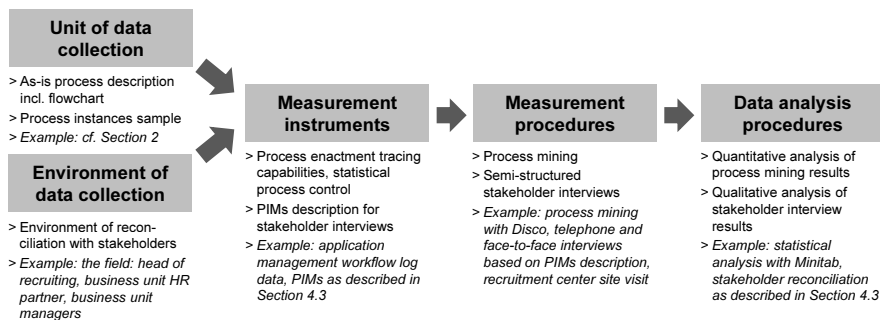 Unit of data
collection
> As-is process description
incl. flowchart
> Process instances sample
> Example: cf. Section 2
Environment of
data collection
> Environment of recon-
ciliation with stakeholders
> Example: the field: head of
recruiting, business unit HR
partner, business unit
managers
Measurement
instruments
> Process enactment tracing
capabilities, statistical
process control
> PIMs description for
stakeholder interviews
> Example: application
management workflow log
data, PIMs as described in
Section 4.3
Measurement
procedures
> Process mining
> Semi-structured
stakeholder interviews
> Example: process mining
with Disco, telephone and
face-to-face interviews
based on PIMs description,
recruitment center site visit
Data analysis
procedures
> Quantitative analysis of
process mining results
> Qualitative analysis of
stakeholder interview
results
> Example: statistical
analysis with Minitab,
stakeholder reconciliation
as described in Section 4.3